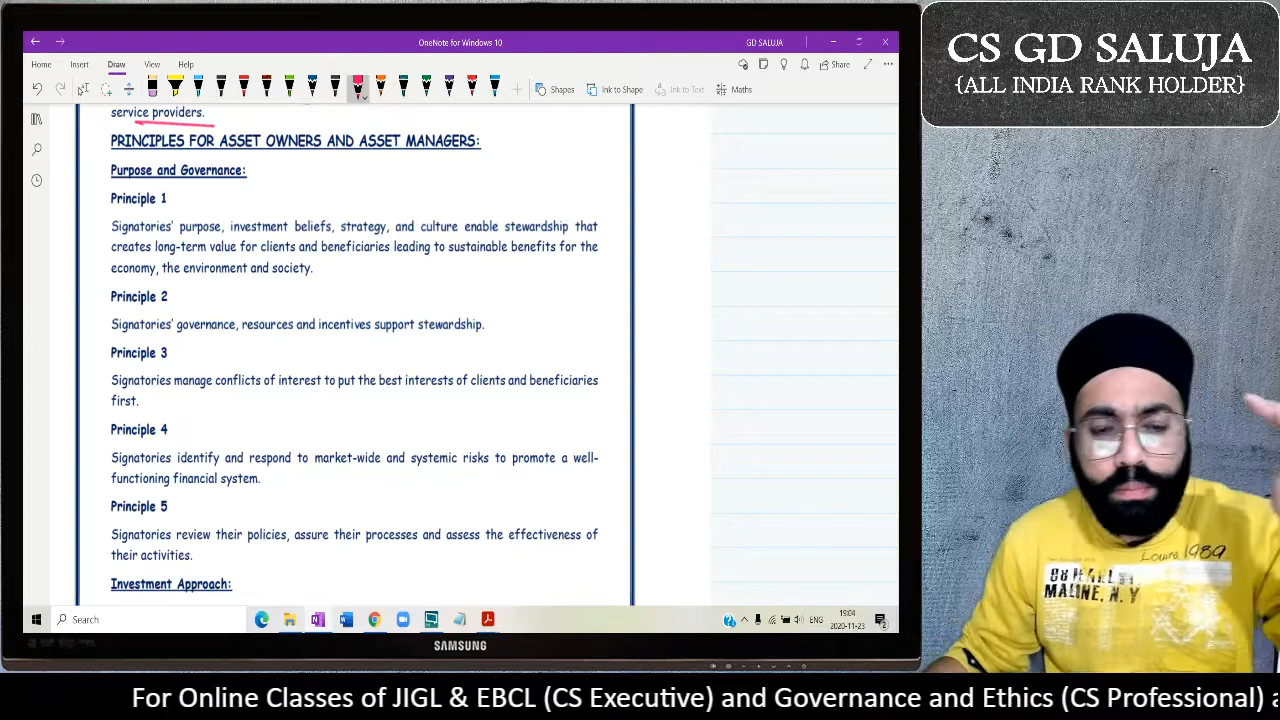 OneNote for Windows 10
GD SALUJA
Home Insert Draw View Help
Share
Shapes Ink to Shape Ink to Text Maths
service providers.
PRINCIPLES FOR ASSET OWNERS AND ASSET MANAGERS:
Purpose and Governance:
Principle 1
Signatories' purpose, investment beliefs, strategy, and culture enable stewardship that
creates long-term value for clients and beneficiaries leading to sustainable benefits for the
economy, the environment and society.
Principle 2
Signatories' governance, resources and incentives support stewardship.
Principle 3
Signatories manage conflicts of interest to put the best interests of clients and beneficiaries
first.
Principle 4
Signatories identify and respond to market-wide and systemic risks to promote a well-
functioning financial system.
Principle 5
Signatories review their policies, assure their processes and assess the effectiveness of
their activities.
Investment Approach:
Search
ENG
19:04
2020-11-23
SAMSUNG
CS GD SALUJA
{ALL INDIA RANK HOLDER}
1989
MALINE, N.Y
For Online Classes of JIGL & EBCL (CS Executive) and Governance and Ethics (CS Professional) a